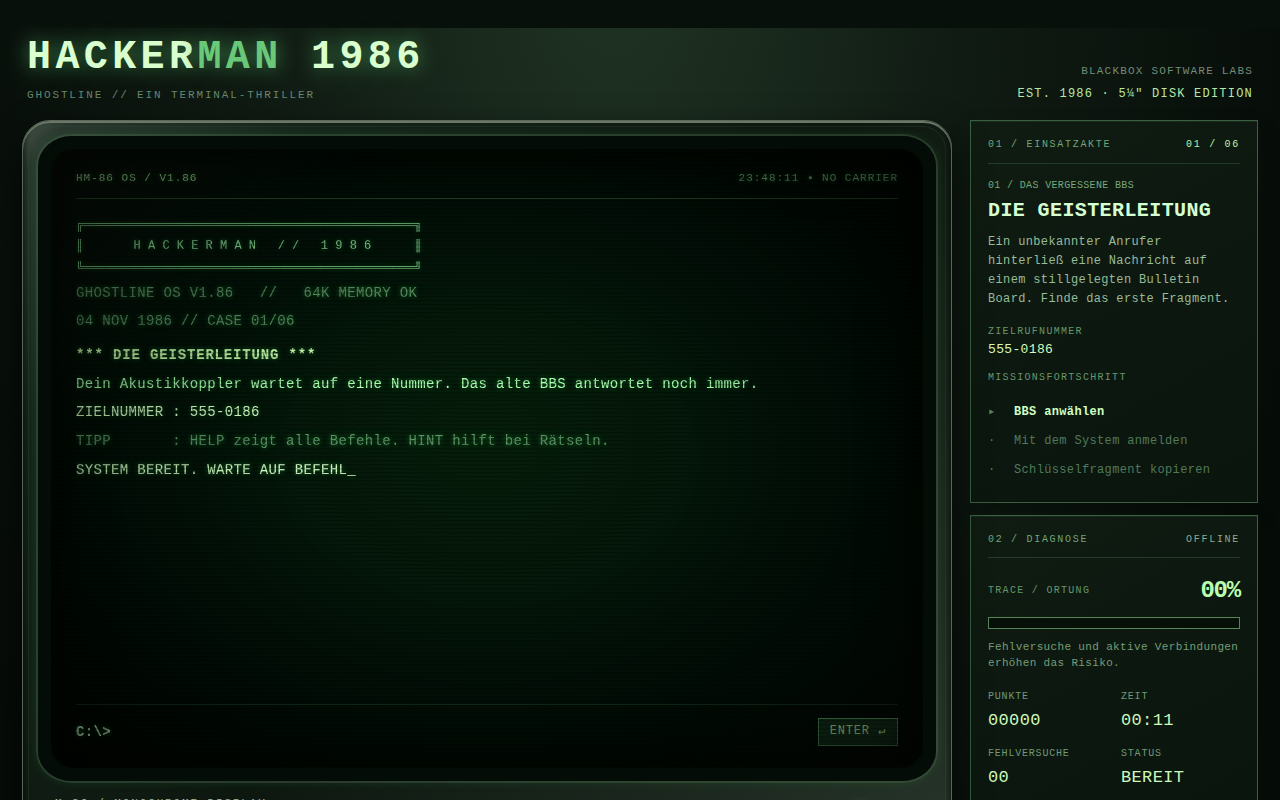 HACKERMAN 1986
GHOSTLINE // EIN TERMINAL-THRILLER
BLACKBOX SOFTWARE LABS
EST. 1986 · 5¼" DISK EDITION
HM-86 OS / V1.86
23:48:11 • NO CARRIER
HACKERMAN // 1986
GHOSTLINE OS V1.86 // 64K MEMORY OK
04 NOV 1986 // CASE 01/06
*** DIE GEISTERLEITUNG ***
Dein Akustikkoppler wartet auf eine Nummer. Das alte BBS antwortet noch immer.
ZIELNUMMER : 555-0186
TIPP : HELP zeigt alle Befehle. HINT hilft bei Rätseln.
SYSTEM BEREIT. WARTE AUF BEFEHL_
C:\>
ENTER ↵
01 / EINSATZAKTE
01 / 06
01 / DAS VERGESSENE BBS
DIE GEISTERLEITUNG
Ein unbekannter Anrufer
hinterließ eine Nachricht auf
einem stillgelegten Bulletin
Board. Finde das erste Fragment.
ZIELRUFNUMMER
555-0186
MISSIONSFORTSCHRITT
▸ BBS anwählen
· Mit dem System anmelden
· Schlüsselfragment kopieren
02 / DIAGNOSE
OFFLINE
TRACE / ORTUNG
00%
Fehlversuche und aktive Verbindungen
erhöhen das Risiko.
PUNKTE
00000
ZEIT
00:11
FEHLVERSUCHE
00
STATUS
BEREIT